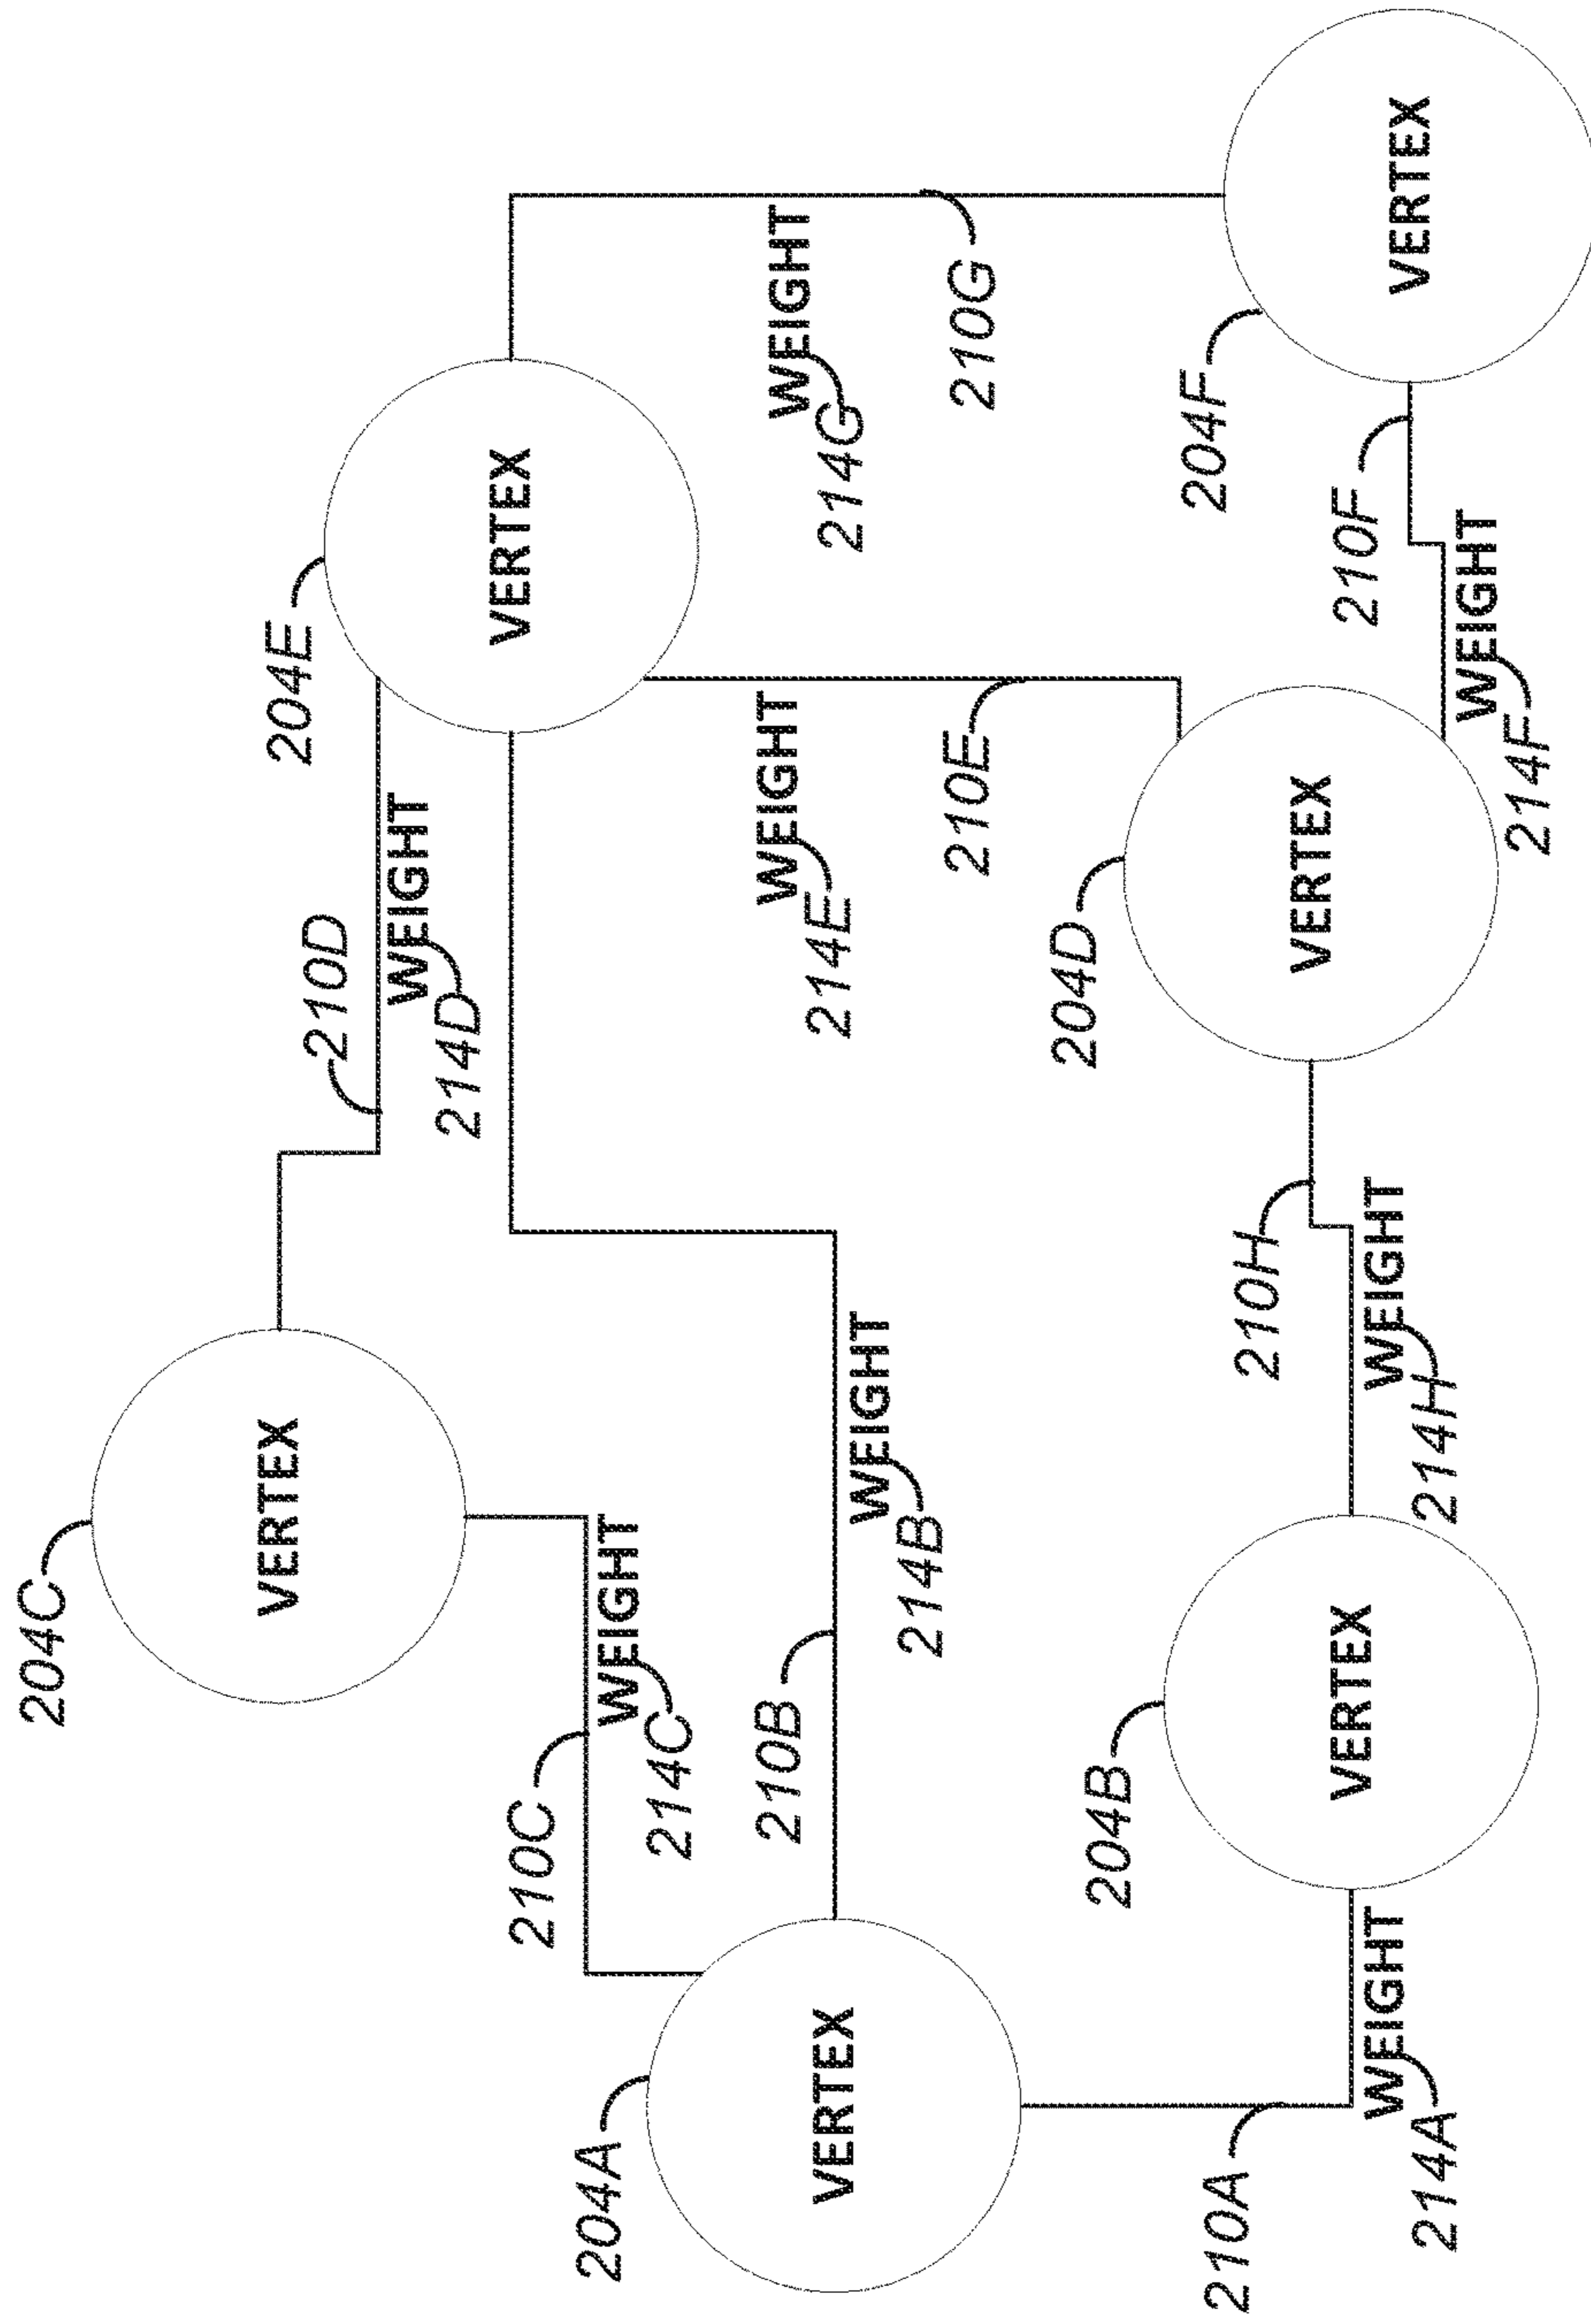 204C
VERTEX
210D
WEIGHT
214D
204E
VERTEX
210C
WEIGHT
214C
204A
VERTEX
210B
WEIGHT
214B
WEIGHT
214E
210E
WEIGHT
214G
210G
210A
WEIGHT
214A
204B
VERTEX
210H
WEIGHT
214H
204D
VERTEX
210F
WEIGHT
214F
204F
VERTEX